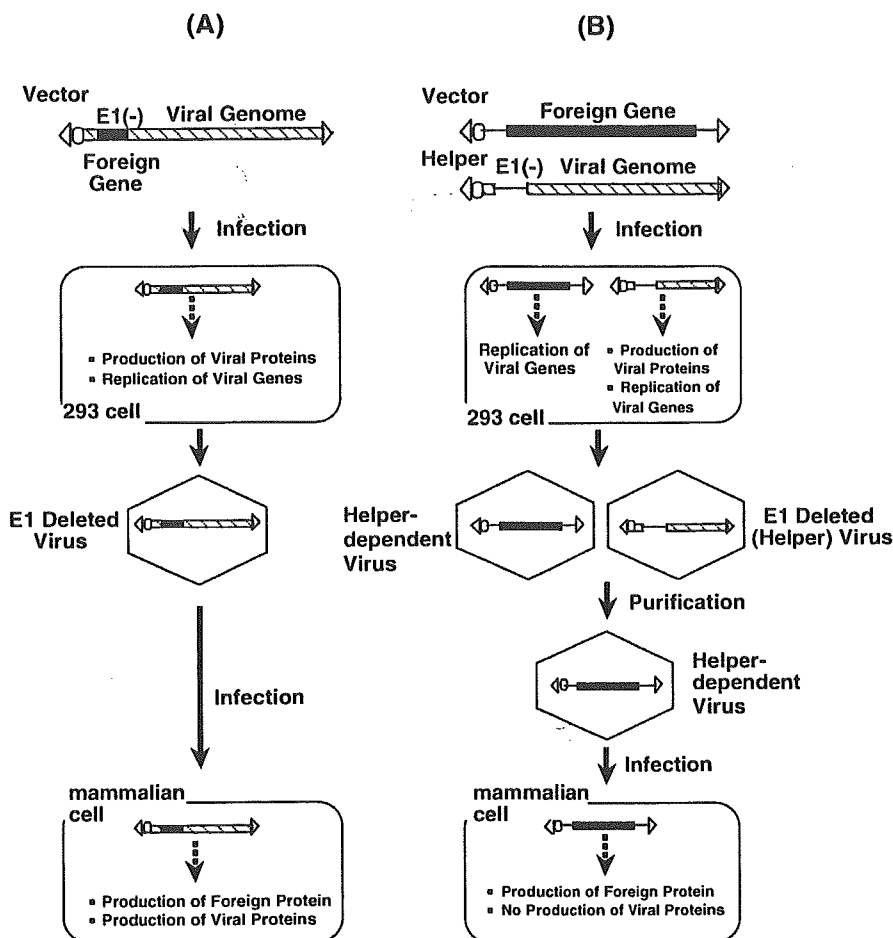 (A)
Vector
E1(-) Viral Genome
Foreign
Gene
Infection
▪ Production of Viral Proteins
▪ Replication of Viral Genes
293 cell
E1 Deleted
Virus
Infection
mammalian
cell
▪ Production of Foreign Protein
▪ Production of Viral Proteins
(B)
Vector
Foreign Gene
Helper
E1(-) Viral Genome
Infection
Replication of
Viral Genes
▪ Production of
Viral Proteins
▪ Replication of
Viral Genes
293 cell
Helper-
dependent
Virus
E1 Deleted
(Helper) Virus
Purification
Helper-
dependent
Virus
Infection
mammalian
cell
▪ Production of Foreign Protein
▪ No Production of Viral Proteins